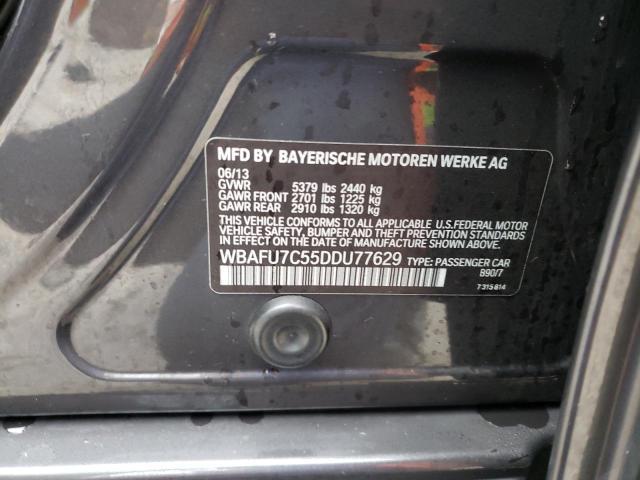 MFD BY BAYERISCHE MOTOREN WERKE AG
06/13
GVWR 5379 lbs 2440 kg
GAWR FRONT 2701 lbs 1225 kg
GAWR REAR 2910 lbs 1320 kg
THIS VEHICLE CONFORMS TO ALL APPLICABLE U.S.FEDERAL MOTOR
VEHICLE SAFETY, BUMPER AND THEFT PREVENTION STANDARDS
IN EFFECT ON THE DATE OF MANUFACTURE SHOWN ABOVE.
WBAFU7C55DDU77629 TYPE: PASSENGER CAR
B90/7
7315814